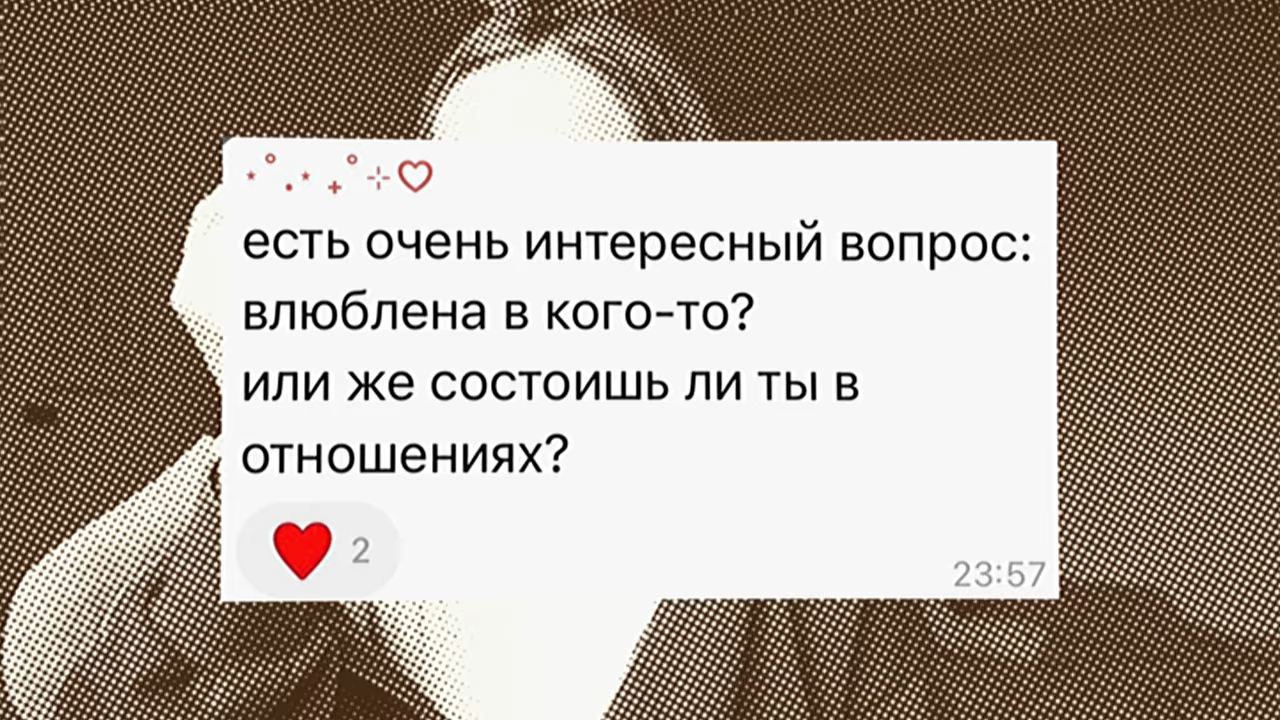 ⋆˚.⋆ ₊˚⊹♡
есть очень интересный вопрос:
влюблена в кого-то?
или же состоишь ли ты в
отношениях?
❤️ 2
23:57